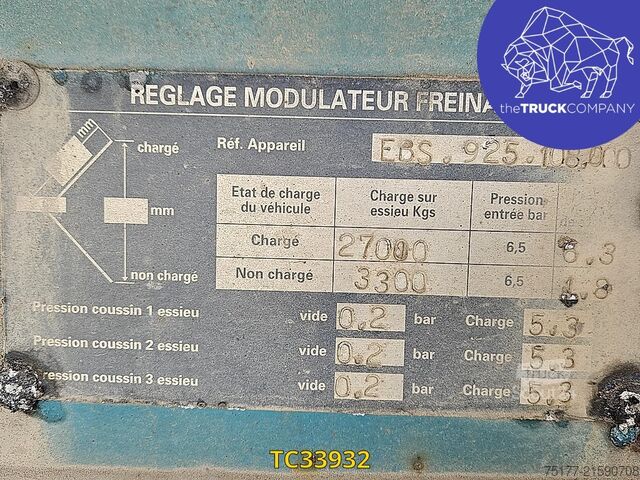 theTRUCKCOMPANY
REGLAGE MODULATEUR FREINA
mm
chargé
Réf. Appareil EBS.925.106.000
mm
Etat de charge du véhicule
Charge sur essieu Kgs
Pression entrée bar
Chargé 27000 6,5 6.3
non chargé
Non chargé 3300 6,5 1.8
Pression coussin 1 essieu vide 0.2 bar Charge 5.3
Pression coussin 2 essieu vide 0.2 bar Charge 5.3
Pression coussin 3 essieu vide 0.2 bar Charge 5.3
TC33932
75177-21590708